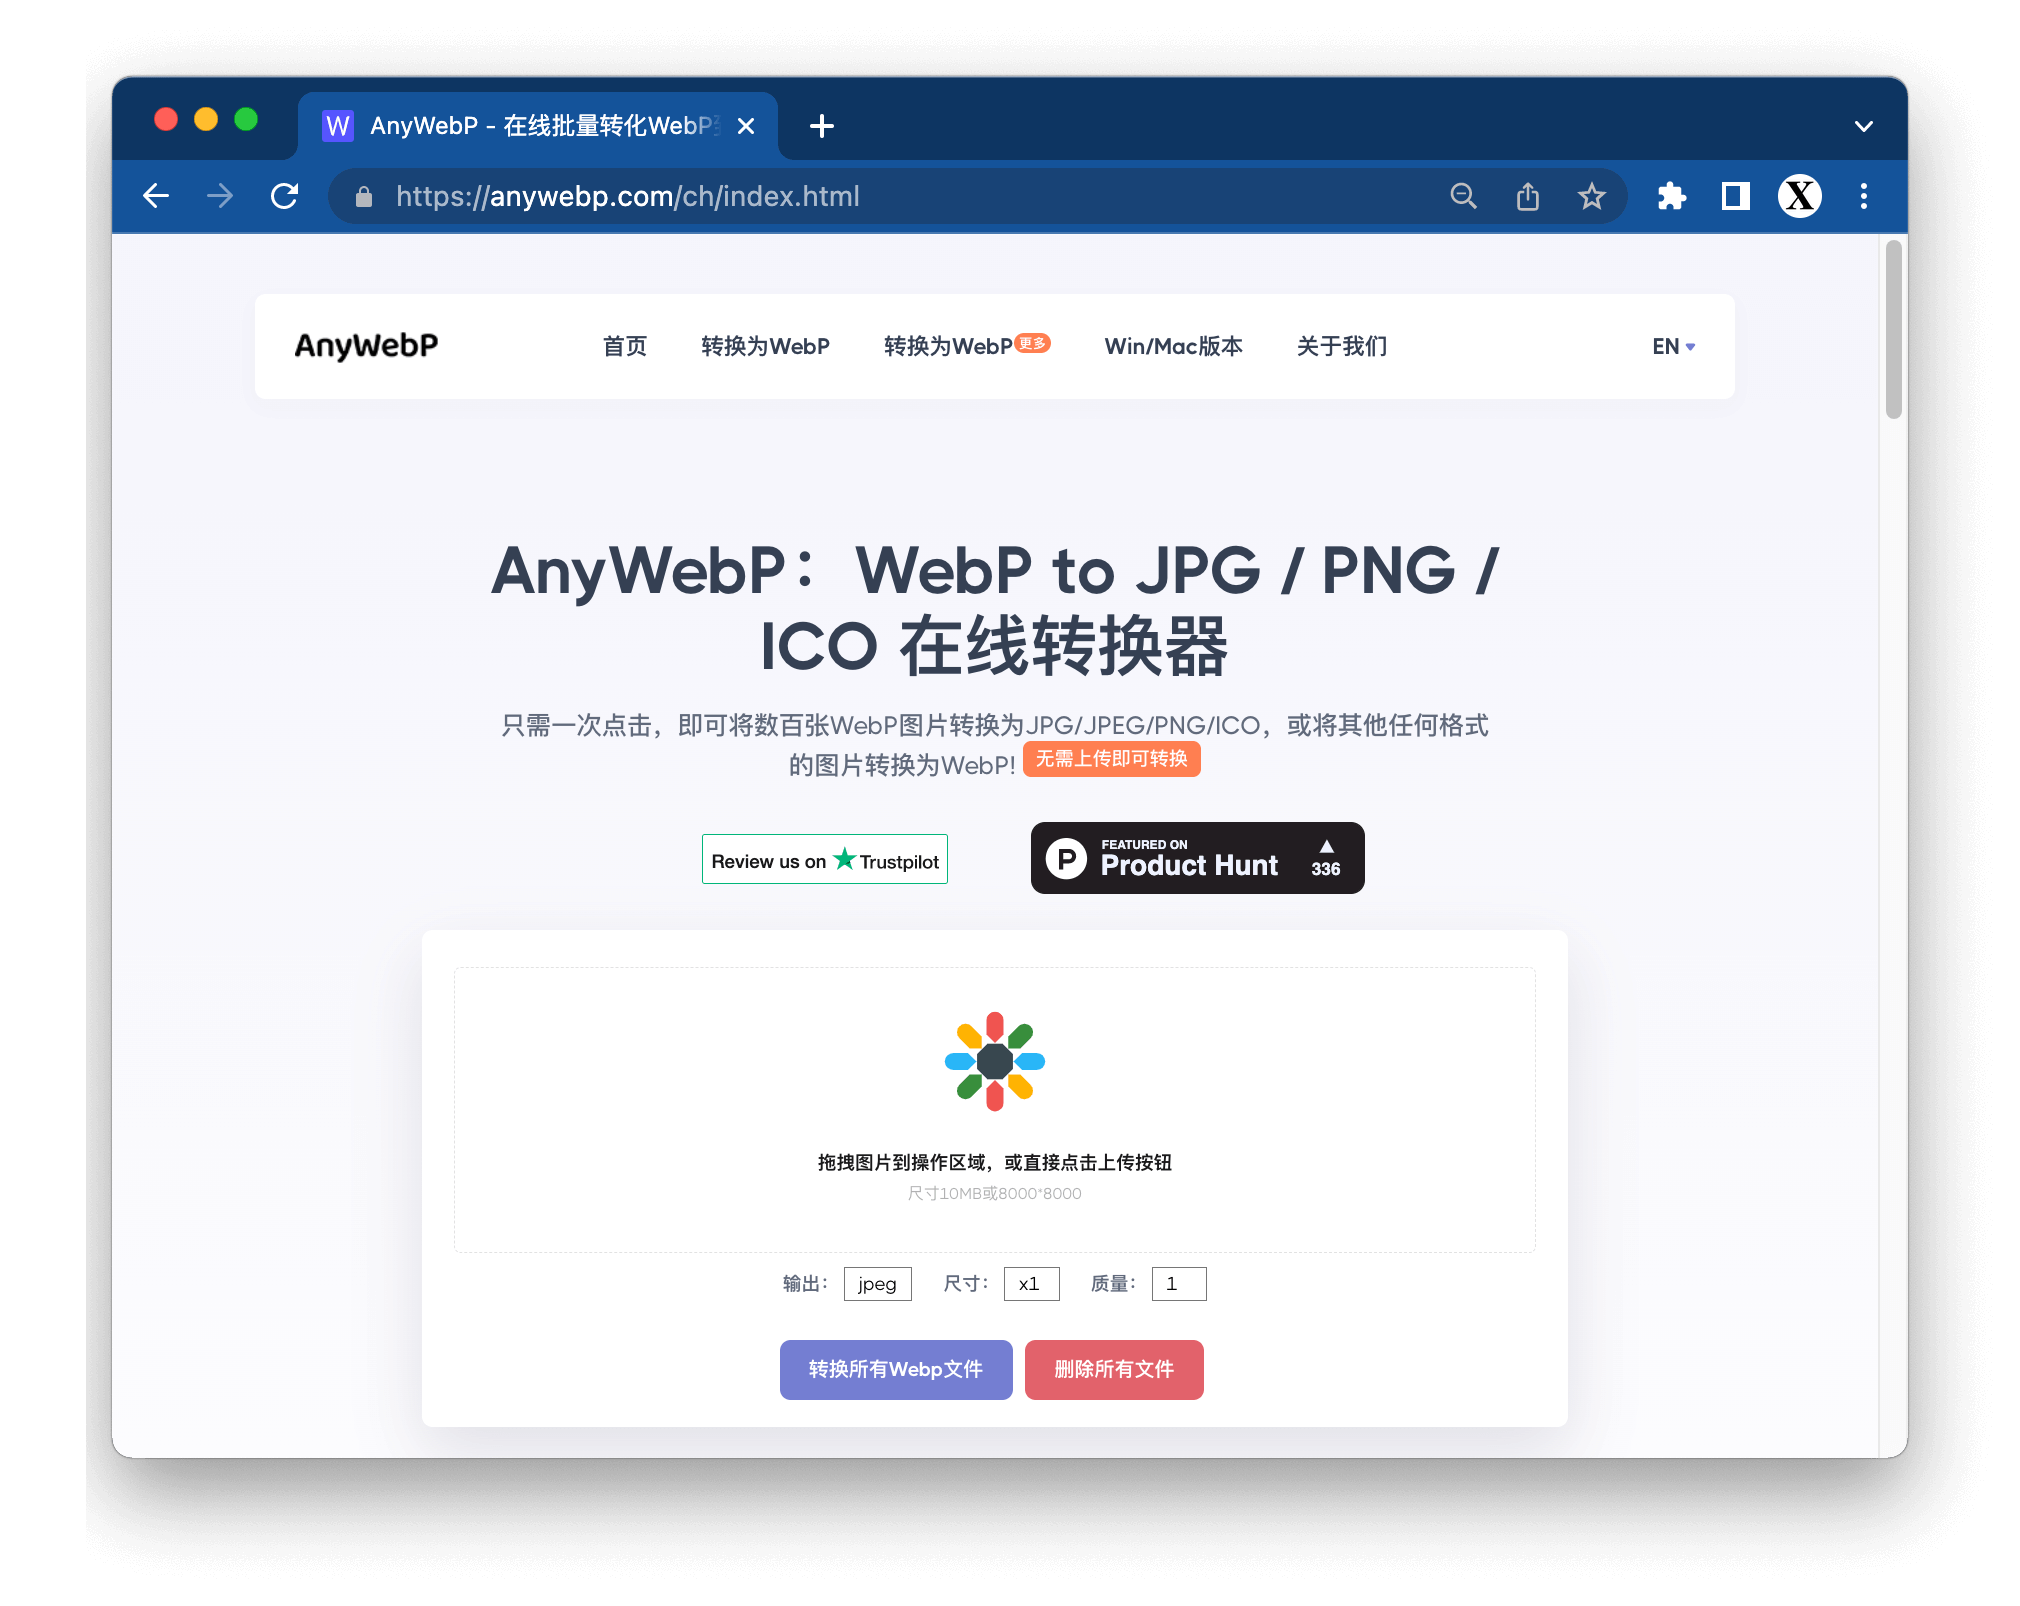 W AnyWebP - 在线批量转化WebP
https://anywebp.com/ch/index.html
X
AnyWebP 首页 转换为WebP 转换为WebP 更多 Win/Mac版本 关于我们 EN
AnyWebP： WebP to JPG / PNG /
ICO 在线转换器
只需一次点击，即可将数百张WebP图片转换为JPG/JPEG/PNG/ICO，或将其他任何格式
的图片转换为WebP! 无需上传即可转换
Review us on Trustpilot
P FEATURED ON
Product Hunt
336
拖拽图片到操作区域，或直接点击上传按钮
尺寸10MB或8000*8000
输出： jpeg 尺寸： x1 质量： 1
转换所有Webp文件 删除所有文件